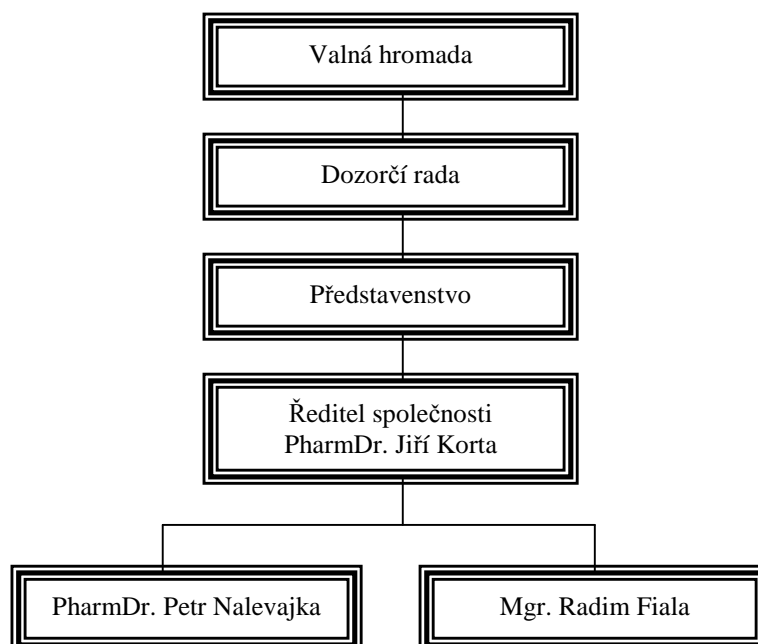 Valná hromada
Dozorčí rada
Představenstvo
Ředitel společnosti
PharmDr. Jiří Korta
PharmDr. Petr Nalevajka
Mgr. Radim Fiala